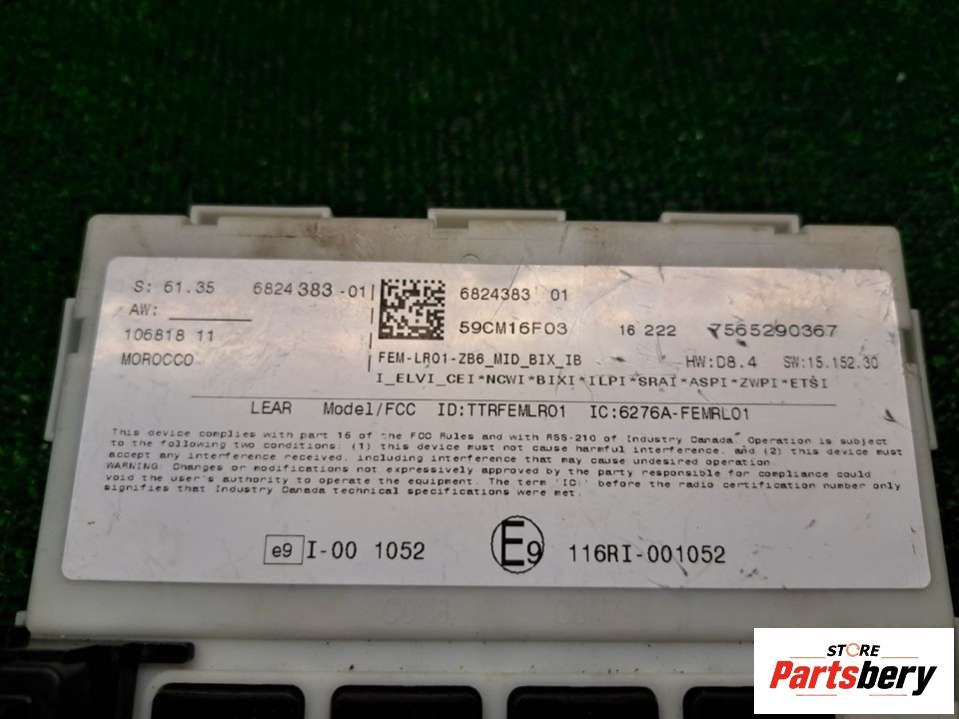 S: 61.35 6824383-01
6824383 01
AW:
59CM16F03 16 222 7565290367
106818 11
MOROCCO
FEM-LR01-ZB6_MID_BIX_IB HW:08.4 SW:15.152.30
I_ELVI_CEI*NCWI*BIXI*ILPI*SRAI*ASPI*ZWPI*ETSI
LEAR Model/FCC ID:TTRFEMLR01 IC:6276A-FEMRL01
This device complies with part 16 of the FCC Rules and with RSS-210 of Industry Canada. Operation is subject
to the following two conditions: (1) this device must not cause harmful interference, and (2) this device must
accept any interference received, including interference that may cause undesired operation
WARNING: Changes or modifications not expressively approved by the party responsible for compliance could
void the user's authority to operate the equipment. The term 'IC:' before the radio certification number only
signifies that Industry Canada technical specifications were met.
e9 I-00 1052 E9 116RI-001052
STORE
Partsbery